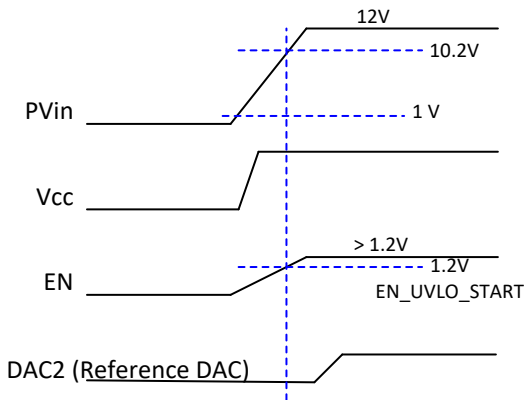 12V
10.2V
PVin
1 V
Vcc
> 1.2V
1.2V
EN
EN_UVLO_START
DAC2 (Reference DAC)